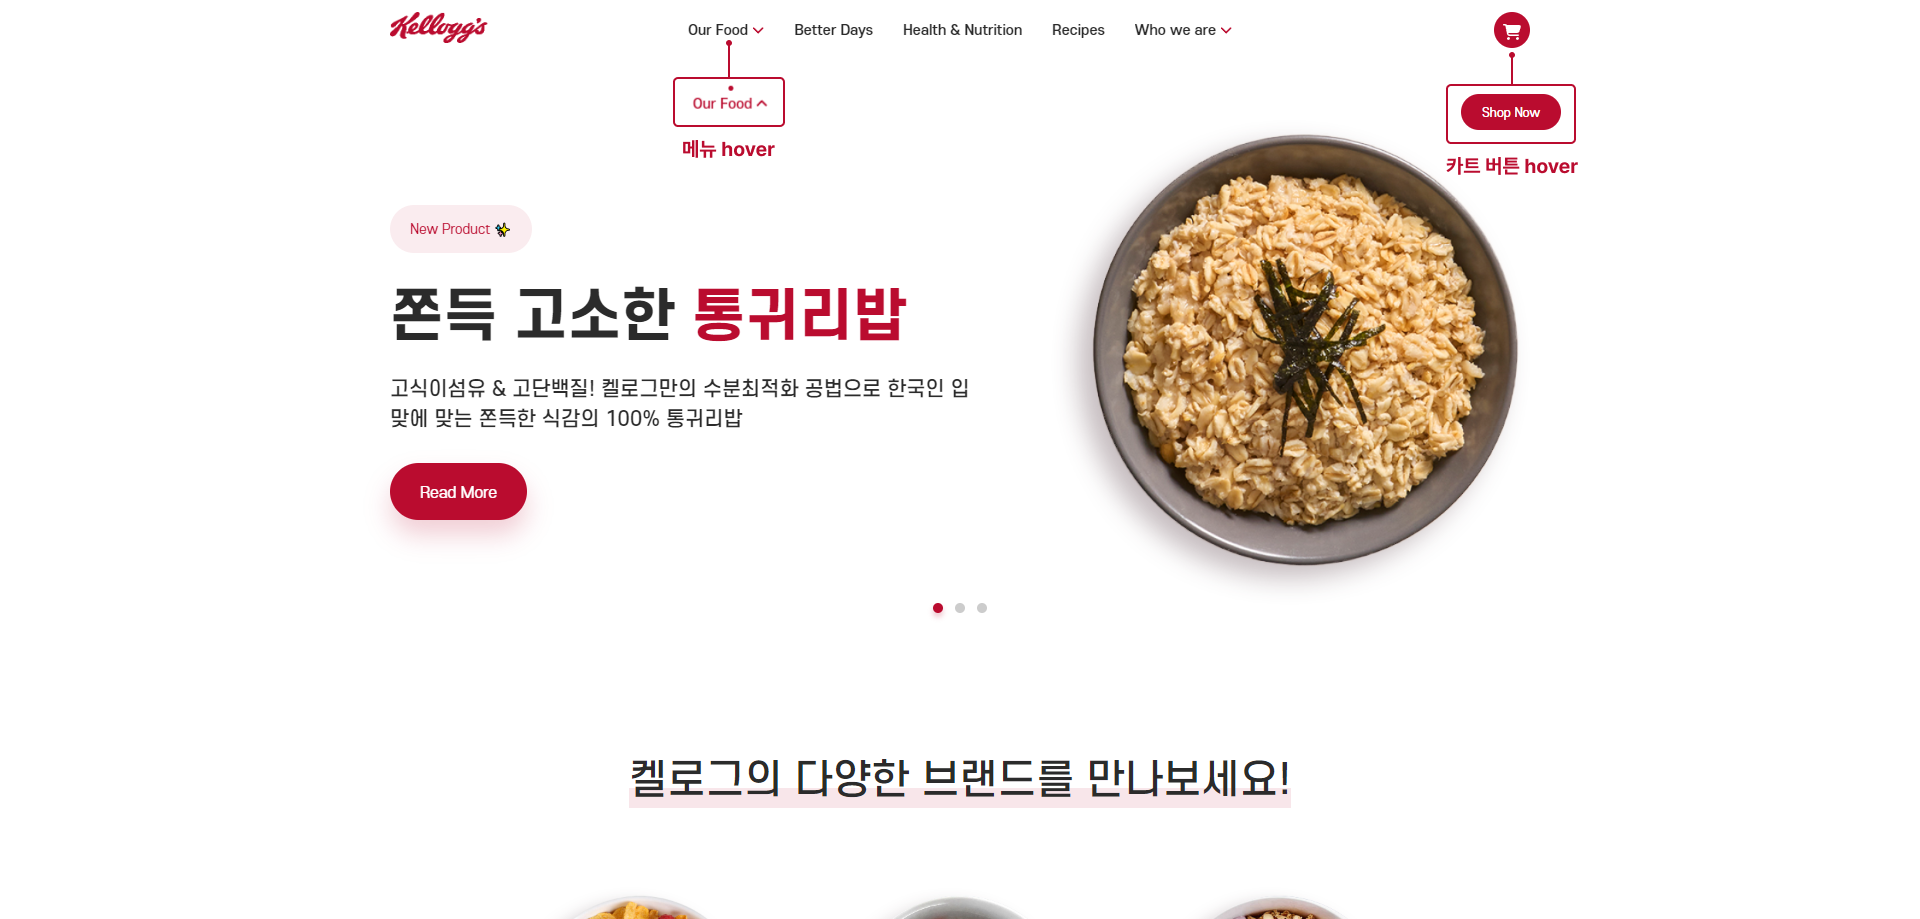 Kellogg's
Our Food
Better Days
Health & Nutrition
Recipes
Who we are
Our Food
메뉴 hover
Shop Now
카트 버튼 hover
New Product
쫀득 고소한 통귀리밥
고식이섬유 & 고단백질! 켈로그만의 수분최적화 공법으로 한국인 입
맞에 맞는 쫀득한 식감의 100% 통귀리밥
Read More
켈로그의 다양한 브랜드를 만나보세요!